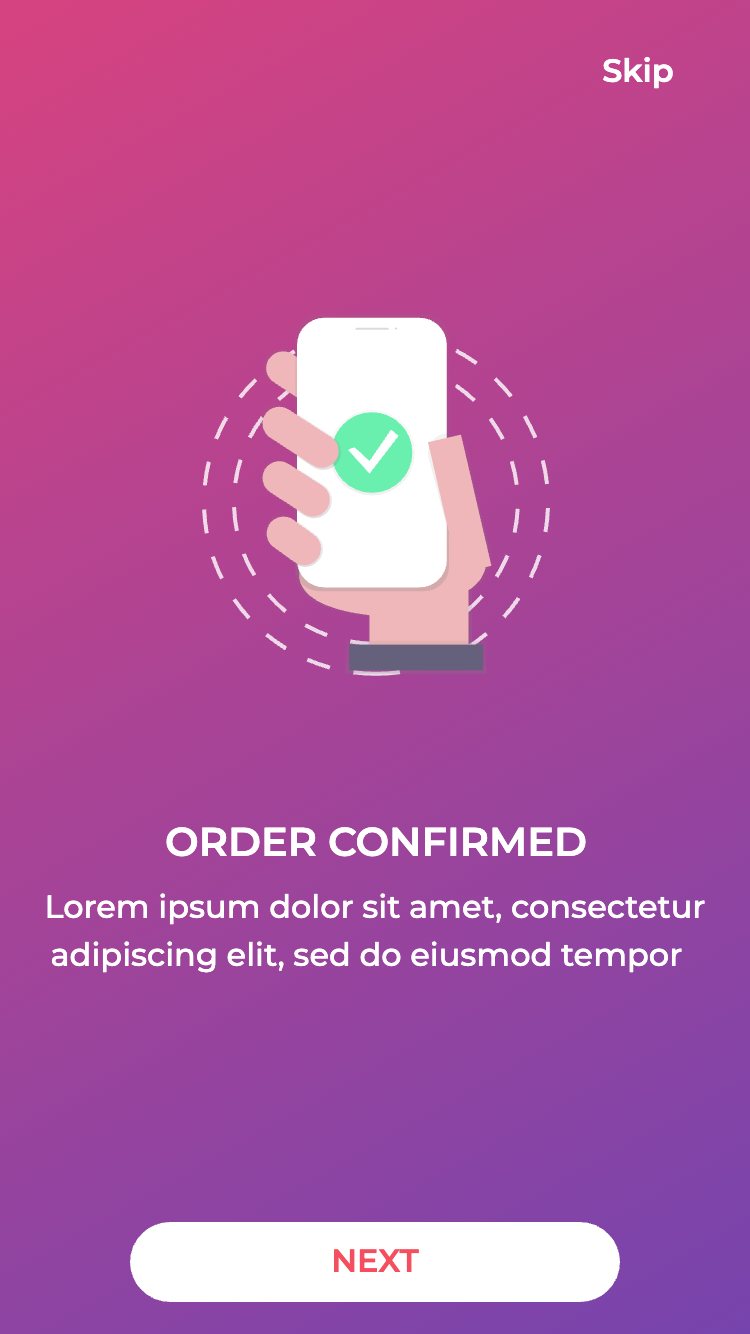 Skip
ORDER CONFIRMED
Lorem ipsum dolor sit amet, consectetur
adipiscing elit, sed do eiusmod tempor
NEXT